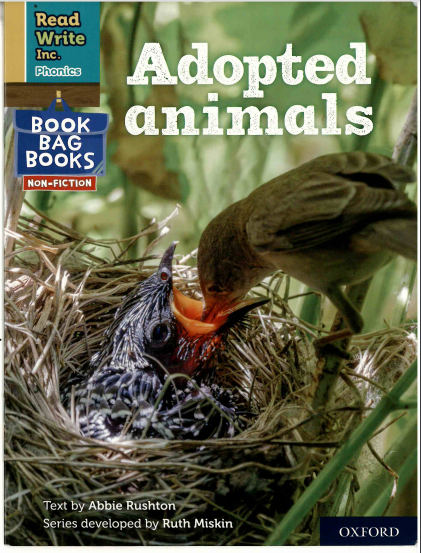 Read
Write
Inc.
Phonics
BOOK
BAG
BOOKS
NON-FICTION
Adopted
animals
Text by Abbie Rushton
Series developed by Ruth Miskin
OXFORD